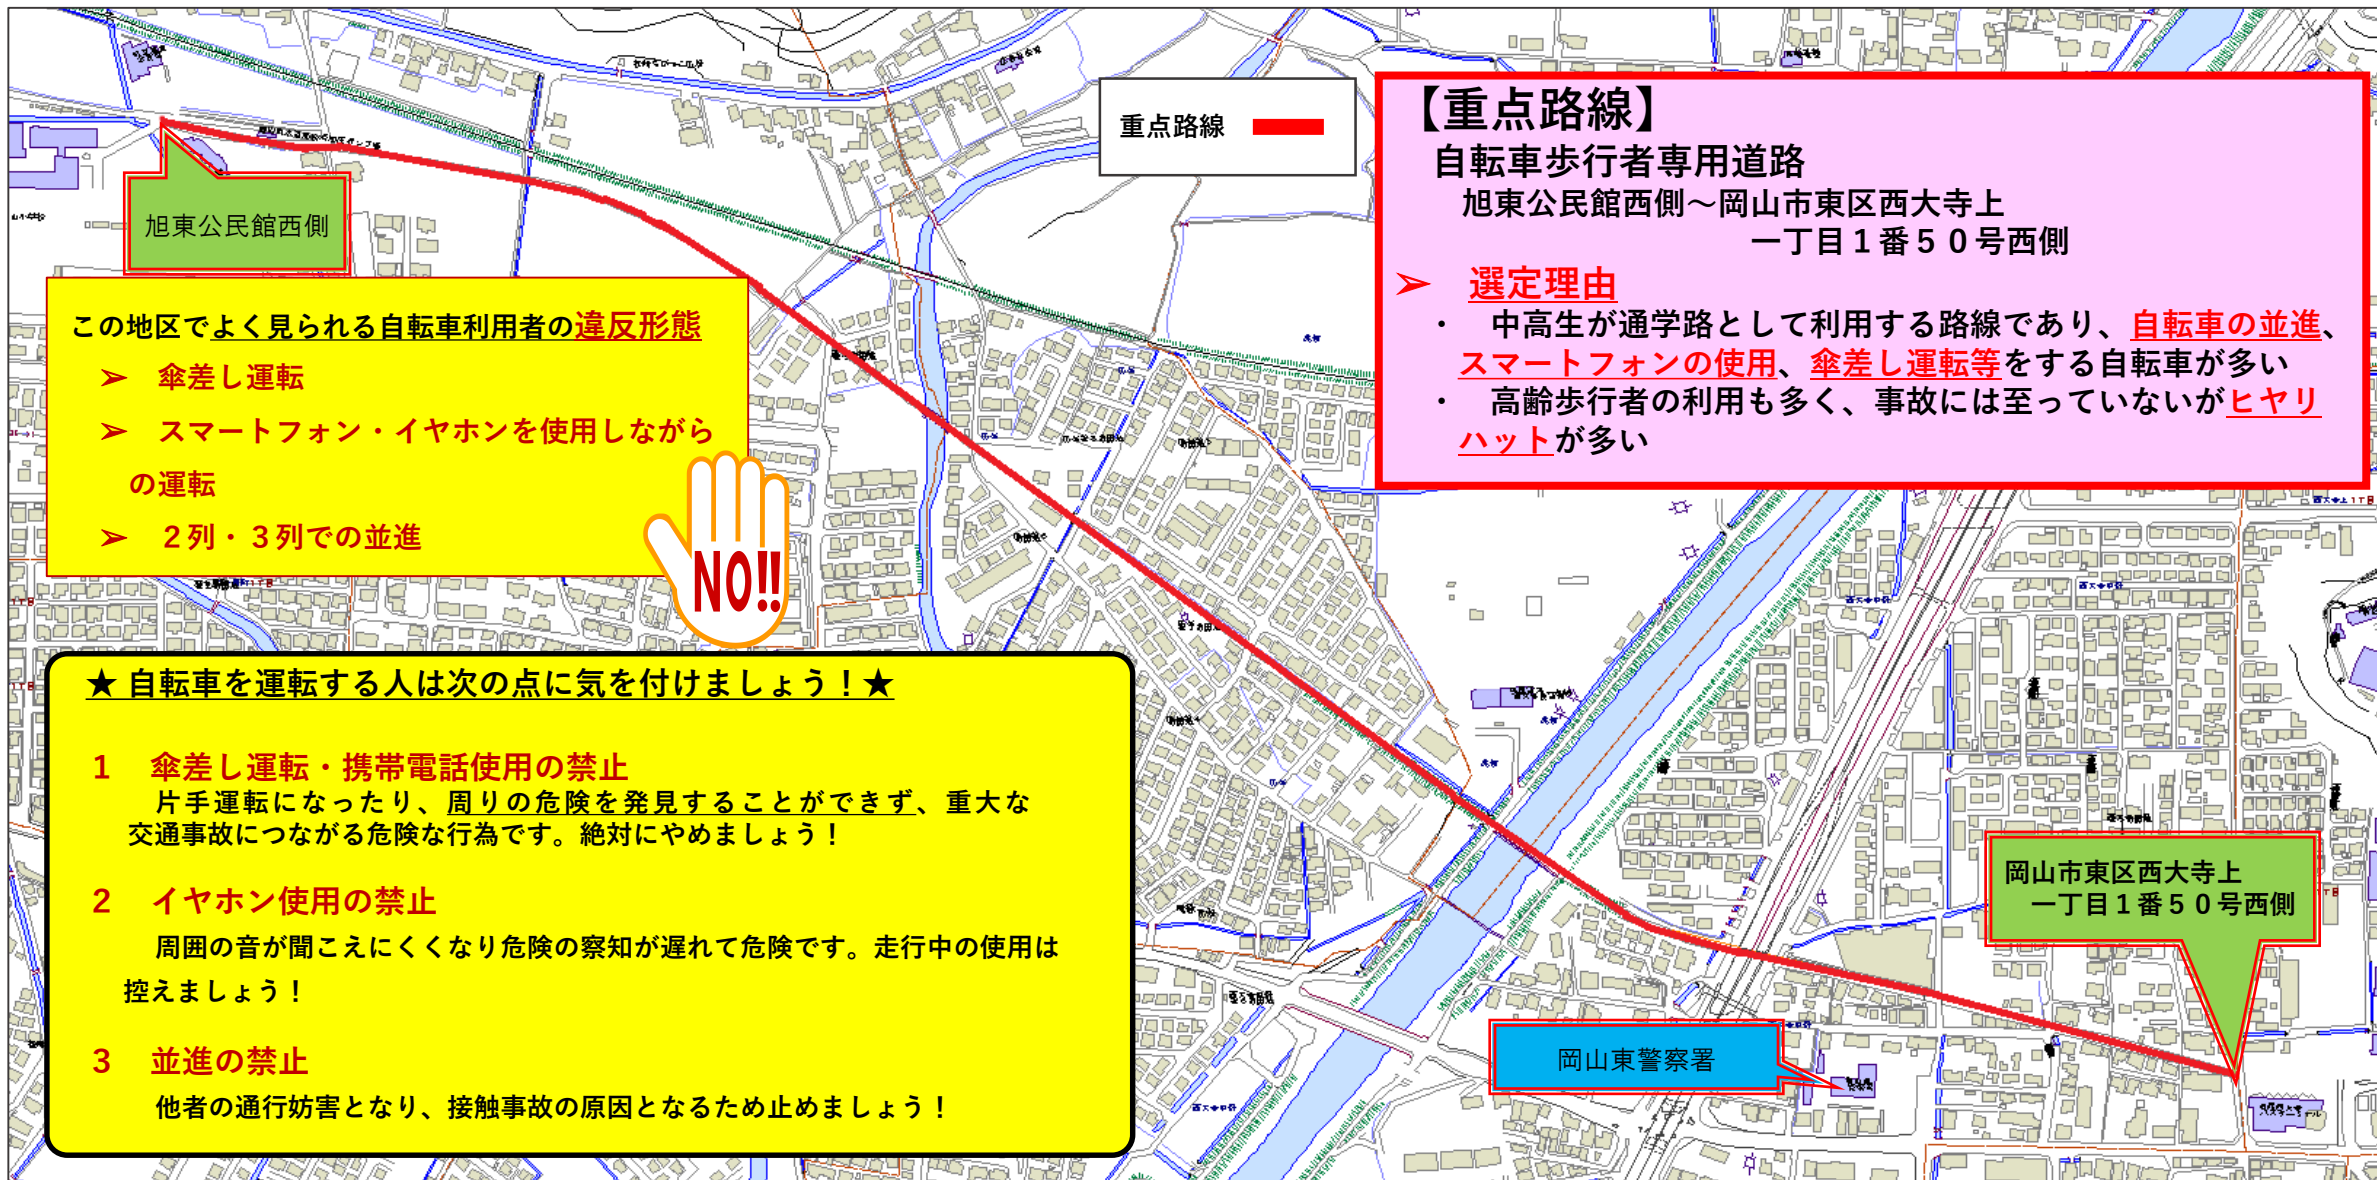 重点路線
【重点路線】
自転車歩行者専用道路
旭東公民館西側～岡山市東区西大寺上
一丁目１番５０号西側
➢ 選定理由
・ 中高生が通学路として利用する路線であり、自転車の並進、
スマートフォンの使用、傘差し運転等をする自転車が多い
・ 高齢歩行者の利用も多く、事故には至っていないがヒヤリ
ハットが多い
旭東公民館西側
この地区でよく見られる自転車利用者の違反形態
➢ 傘差し運転
➢ スマートフォン・イヤホンを使用しながら
の運転
➢ ２列・３列での並進
NO!!
★ 自転車を運転する人は次の点に気を付けましょう！★
1 傘差し運転・携帯電話使用の禁止
片手運転になったり、周りの危険を発見することができず、重大な
交通事故につながる危険な行為です。絶対にやめましょう！
2 イヤホン使用の禁止
周囲の音が聞こえにくくなり危険の察知が遅れて危険です。走行中の使用は
控えましょう！
3 並進の禁止
他者の通行妨害となり、接触事故の原因となるため止めましょう！
岡山市東区西大寺上
一丁目１番５０号西側
岡山東警察署